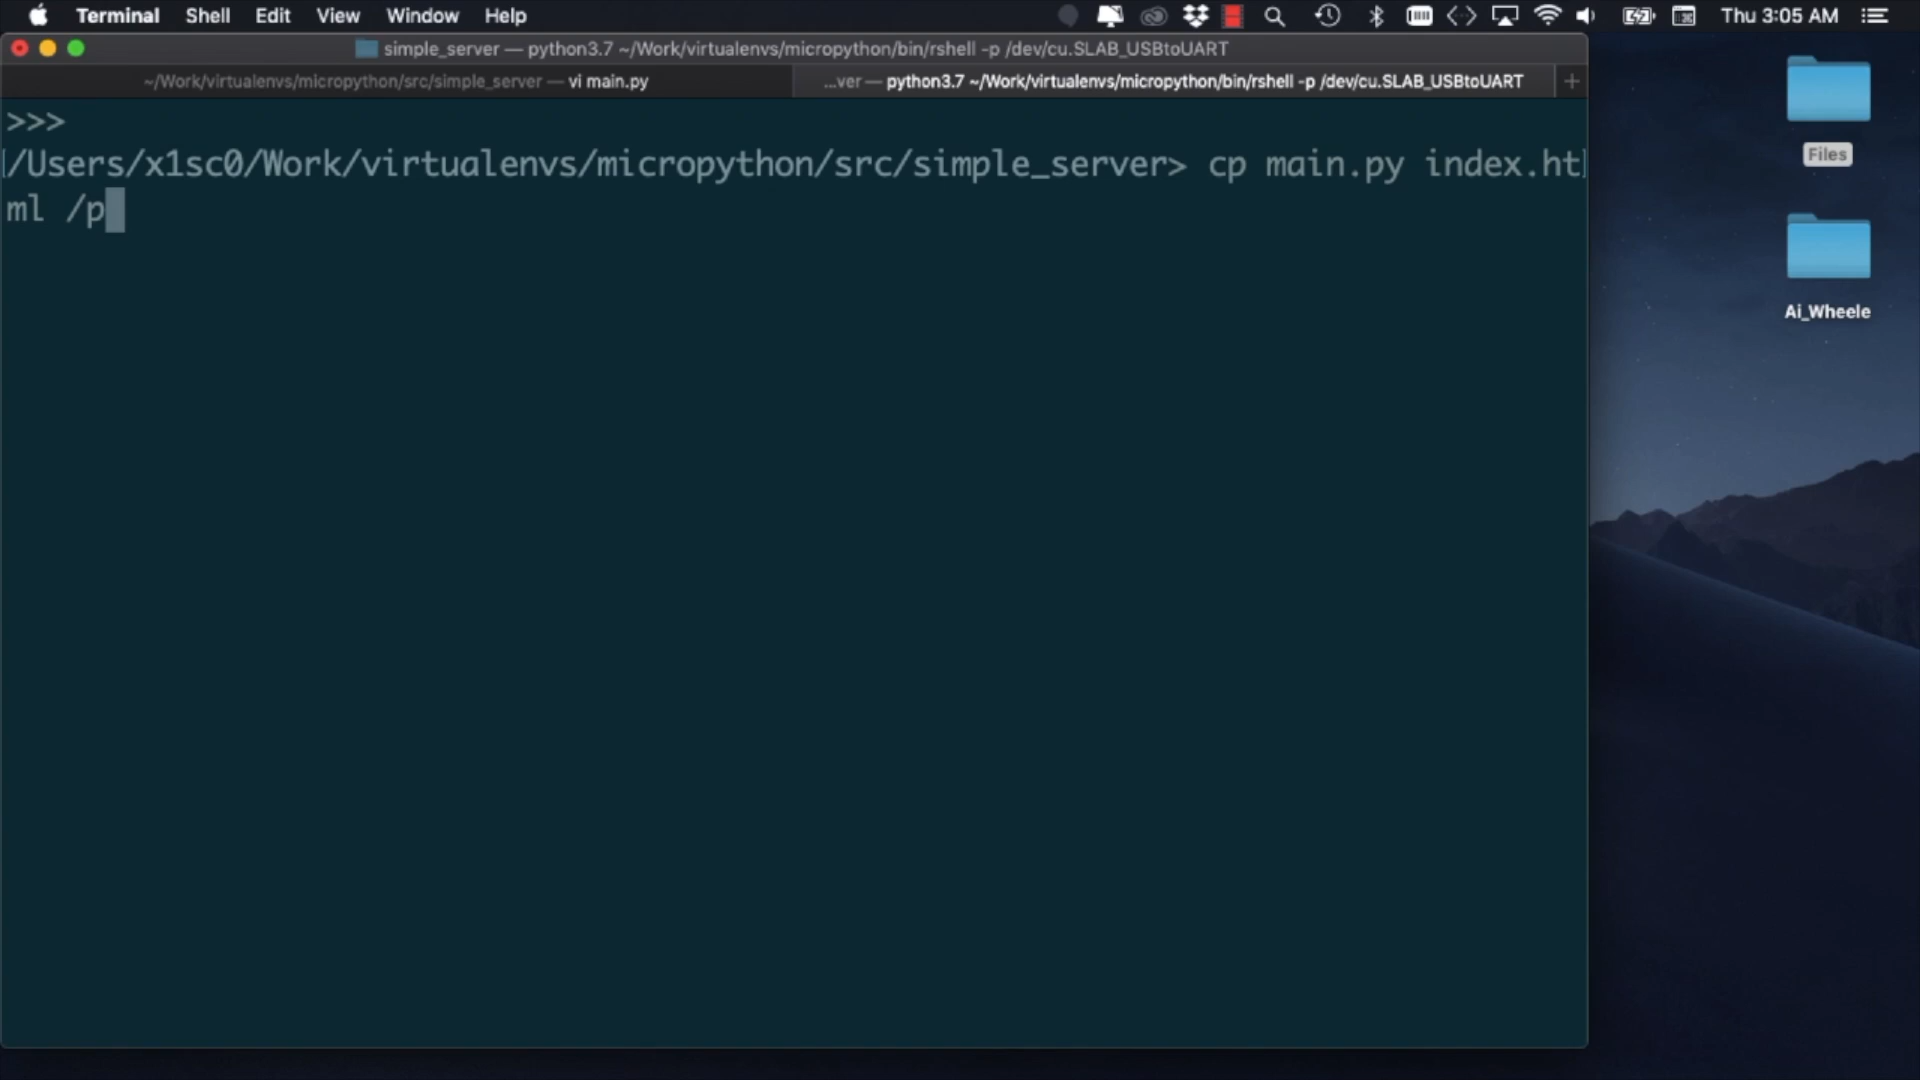 Terminal Shell Edit View Window Help Thu 3:05 AM
simple_server — python3.7 ~/Work/virtualenvs/micropython/bin/rshell -p /dev/cu.SLAB_USBtoUART
~/Work/virtualenvs/micropython/src/simple_server — vi main.py
...ver — python3.7 ~/Work/virtualenvs/micropython/bin/rshell -p /dev/cu.SLAB_USBtoUART
>>>
/Users/x1sc0/Work/virtualenvs/micropython/src/simple_server> cp main.py index.ht
ml /p
Files
Ai_Wheele